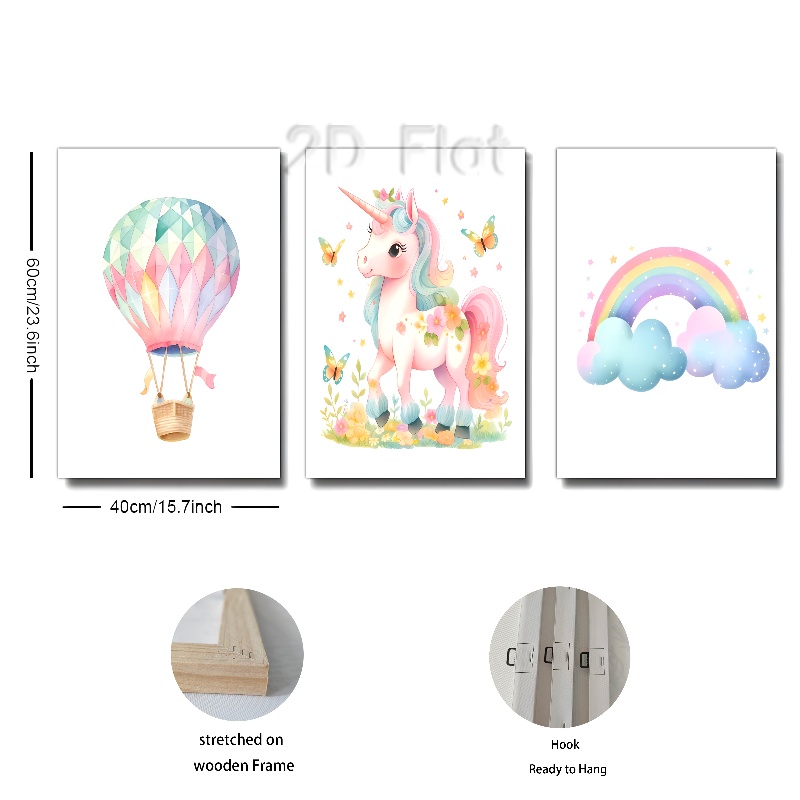 2D Flat
60cm/23.6inch
40cm/15.7inch
stretched on
wooden Frame
Hook
Ready to Hang